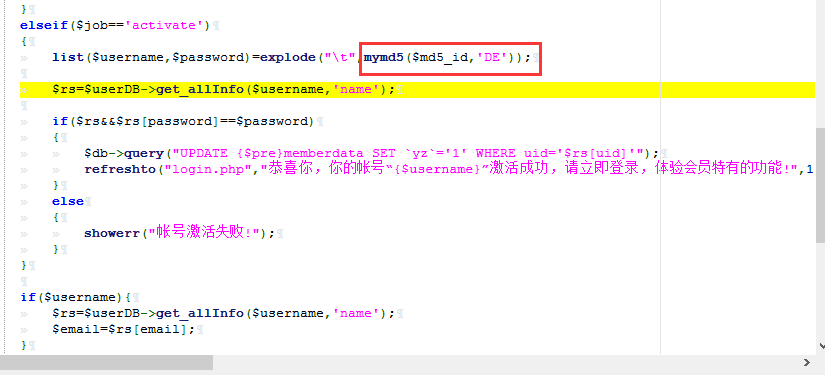 }
elseif($job=='activate')
{
list($username,$password)=explode("\t",mymd5($md5_id,'DE'));
$rs=$userDB->get_allInfo($username,'name');
if($rs&&$rs[password]==$password)
{
$db->query("UPDATE {$pre}memberdata SET `yz`='1' WHERE uid='$rs[uid]'");
refreshto("login.php","恭喜你，你的帐号“{$username}”激活成功，请立即登录，体验会员特有的功能!",1
}
else
{
showerr("帐号激活失败!");
}
}
if($username){
$rs=$userDB->get_allInfo($username,'name');
$email=$rs[email];
}